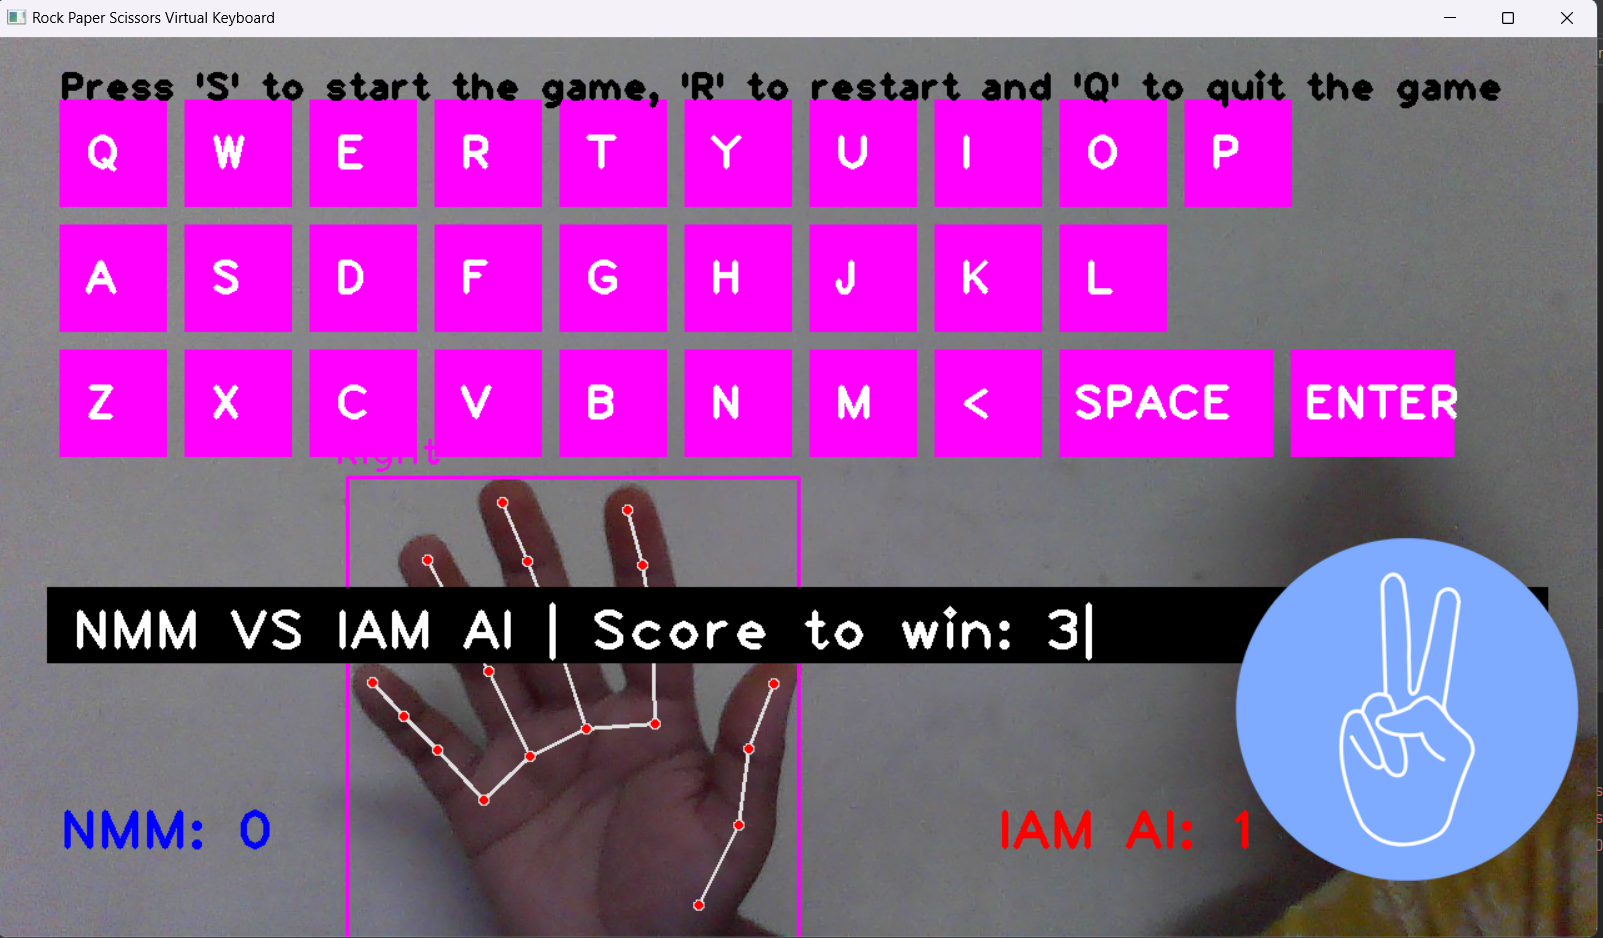 Rock Paper Scissors Virtual Keyboard
Press 'S' to start the game, 'R' to restart and 'Q' to quit the game
Q W E R T Y U I O P
A S D F G H J K L
Z X C V B N M < SPACE ENTER
Right
NMM VS IAM AI | Score to win: 3|
NMM: 0
IAM AI: 1